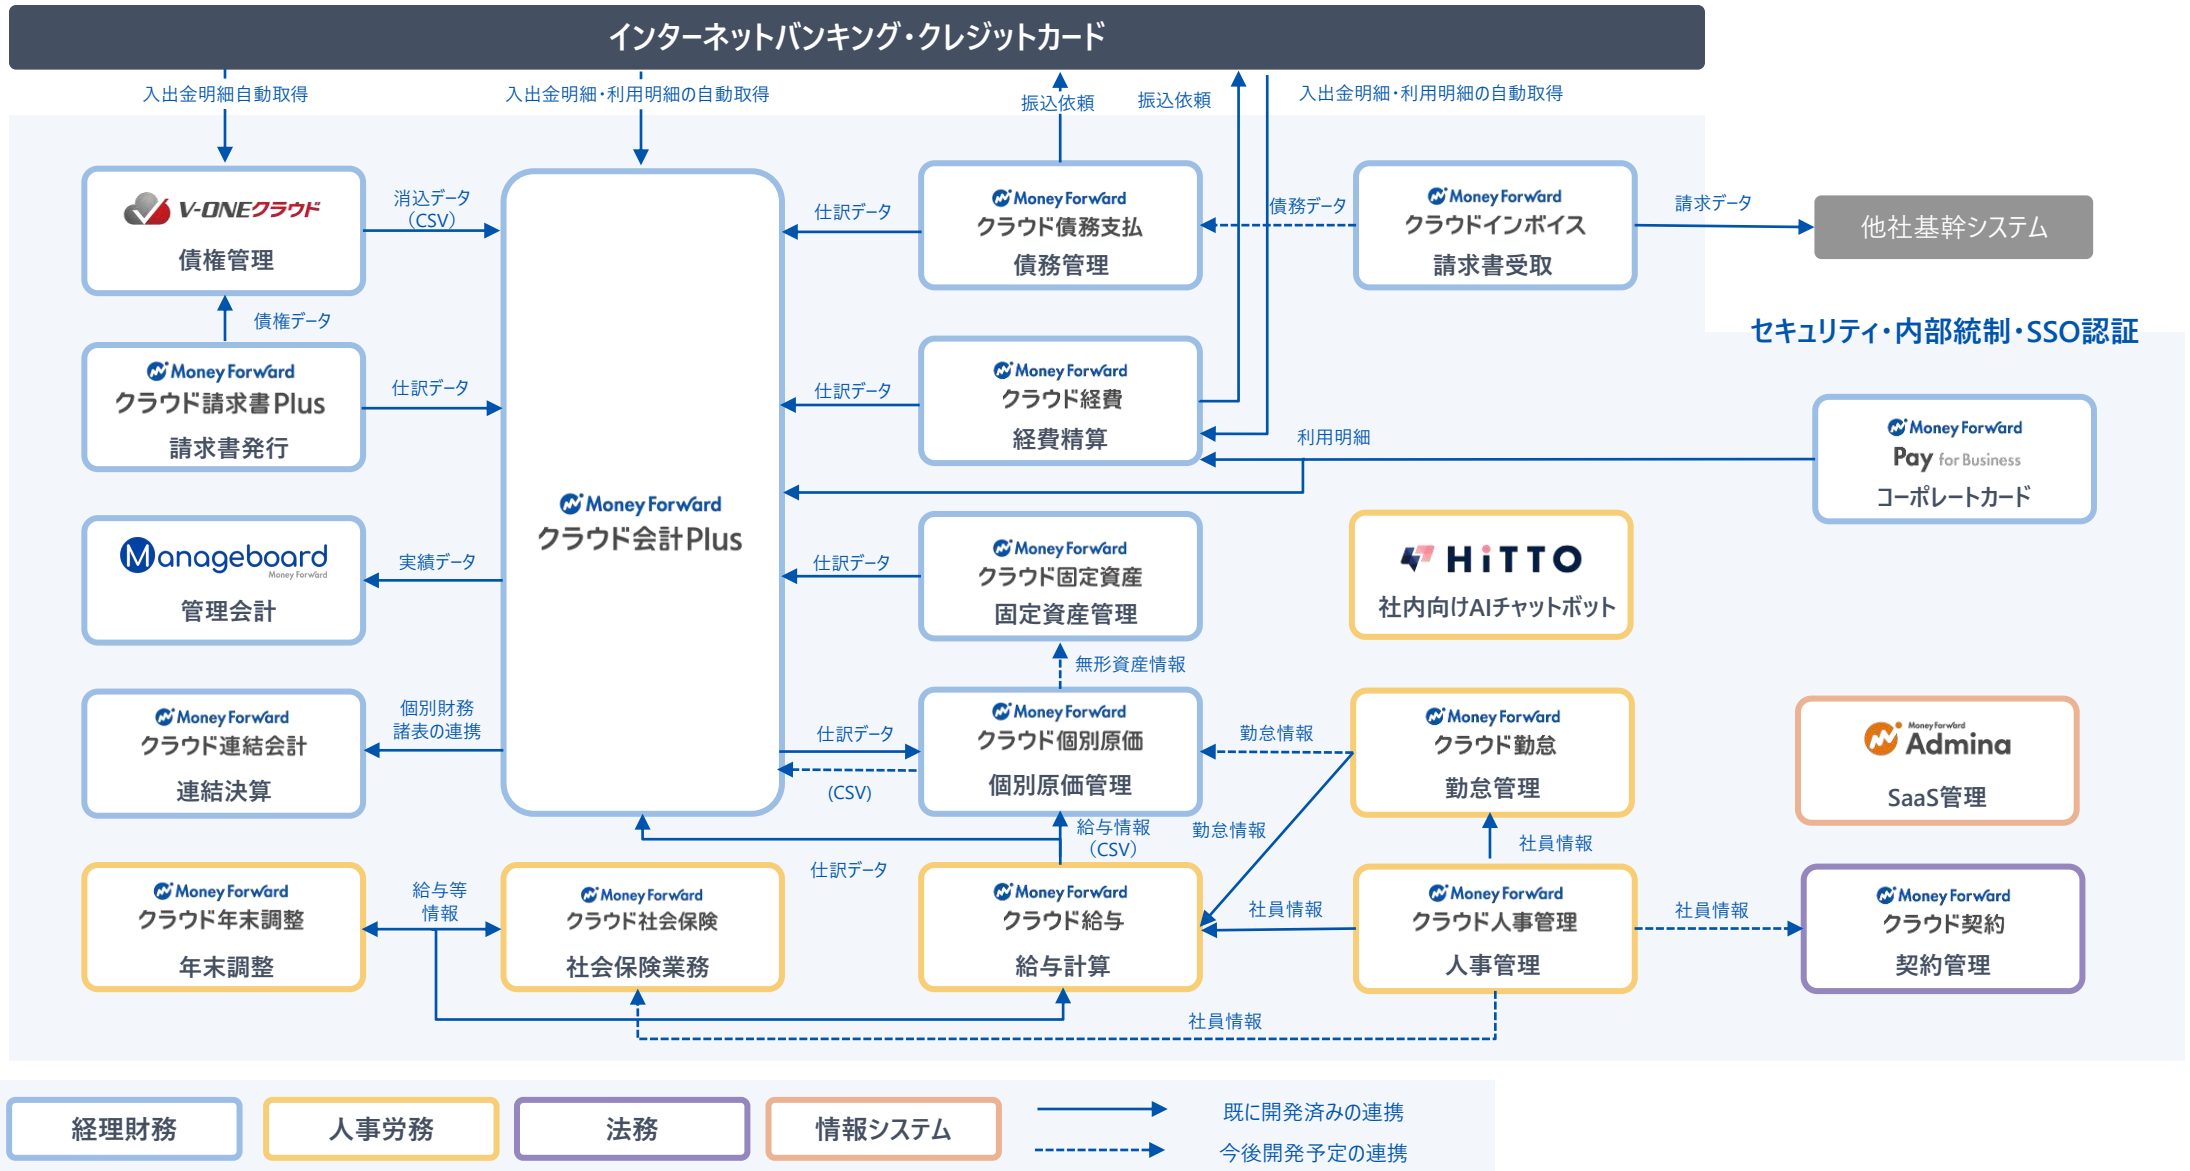 インターネットバンキング・クレジットカード
入出金明細自動取得
入出金明細・利用明細の自動取得
振込依頼
振込依頼
入出金明細・利用明細の自動取得
V-ONEクラウド
債権管理
消込データ
（CSV）
仕訳データ
Money Forward
クラウド債務支払
債務管理
債務データ
Money Forward
クラウドインボイス
請求書受取
請求データ
他社基幹システム
セキュリティ・内部統制・SSO認証
債権データ
Money Forward
クラウド請求書Plus
請求書発行
仕訳データ
Money Forward
クラウド会計Plus
仕訳データ
Money Forward
クラウド経費
経費精算
利用明細
Money Forward
Pay for Business
コーポレートカード
Manageboard
Money Forward
管理会計
実績データ
仕訳データ
Money Forward
クラウド固定資産
固定資産管理
HiTTO
社内向けAIチャットボット
無形資産情報
Money Forward
クラウド連結会計
連結決算
個別財務
諸表の連携
仕訳データ
(CSV)
Money Forward
クラウド個別原価
個別原価管理
勤怠情報
Money Forward
クラウド勤怠
勤怠管理
Money Forward
Admina
SaaS管理
給与情報
（CSV）
勤怠情報
社員情報
仕訳データ
Money Forward
クラウド年末調整
年末調整
給与等
情報
Money Forward
クラウド社会保険
社会保険業務
Money Forward
クラウド給与
給与計算
社員情報
Money Forward
クラウド人事管理
人事管理
社員情報
Money Forward
クラウド契約
契約管理
社員情報
経理財務
人事労務
法務
情報システム
既に開発済みの連携
今後開発予定の連携